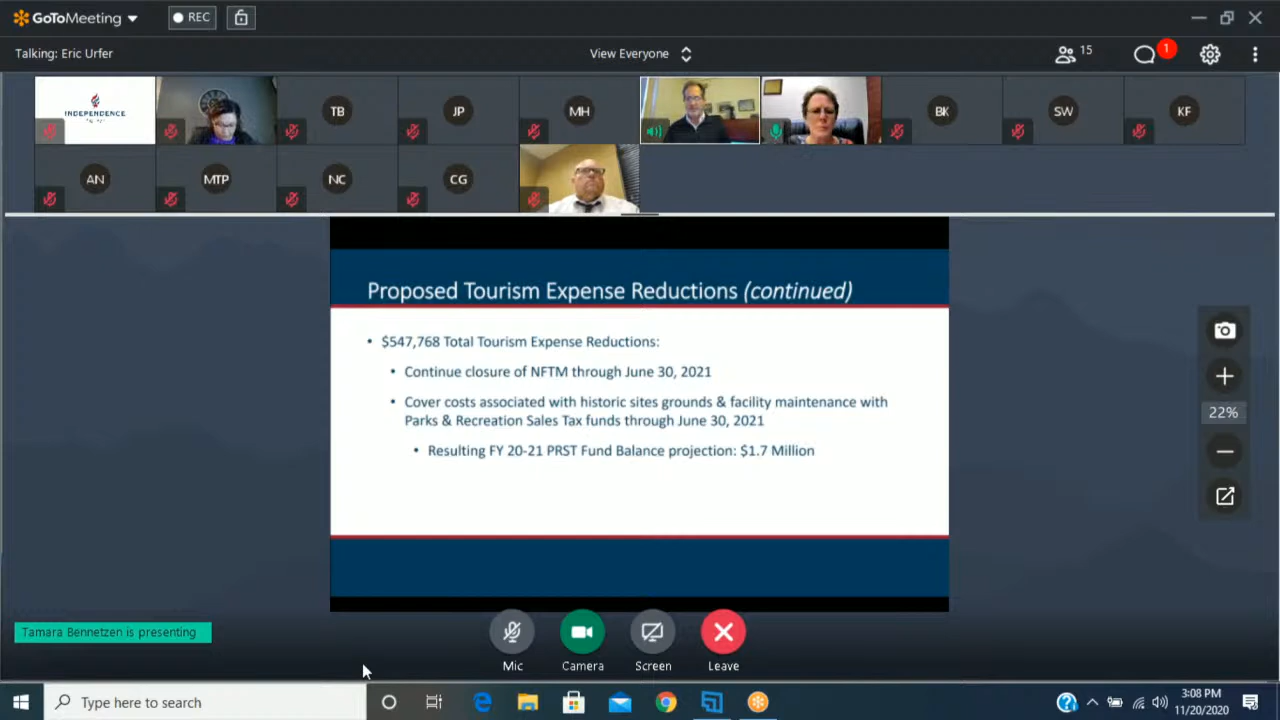 GoToMeeting
REC
Talking: Eric Urfer
View Everyone
15
1
INDEPENDENCE
TB
JP
MH
BK
SW
KF
AN
MTP
NC
CG
Proposed Tourism Expense Reductions (continued)
• $547,768 Total Tourism Expense Reductions:
• Continue closure of NFTM through June 30, 2021
• Cover costs associated with historic sites grounds & facility maintenance with
Parks & Recreation Sales Tax funds through June 30, 2021
• Resulting FY 20-21 PRST Fund Balance projection: $1.7 Million
22%
Tamara Bennetzen is presenting
Mic
Camera
Screen
Leave
Type here to search
3:08 PM
11/20/2020